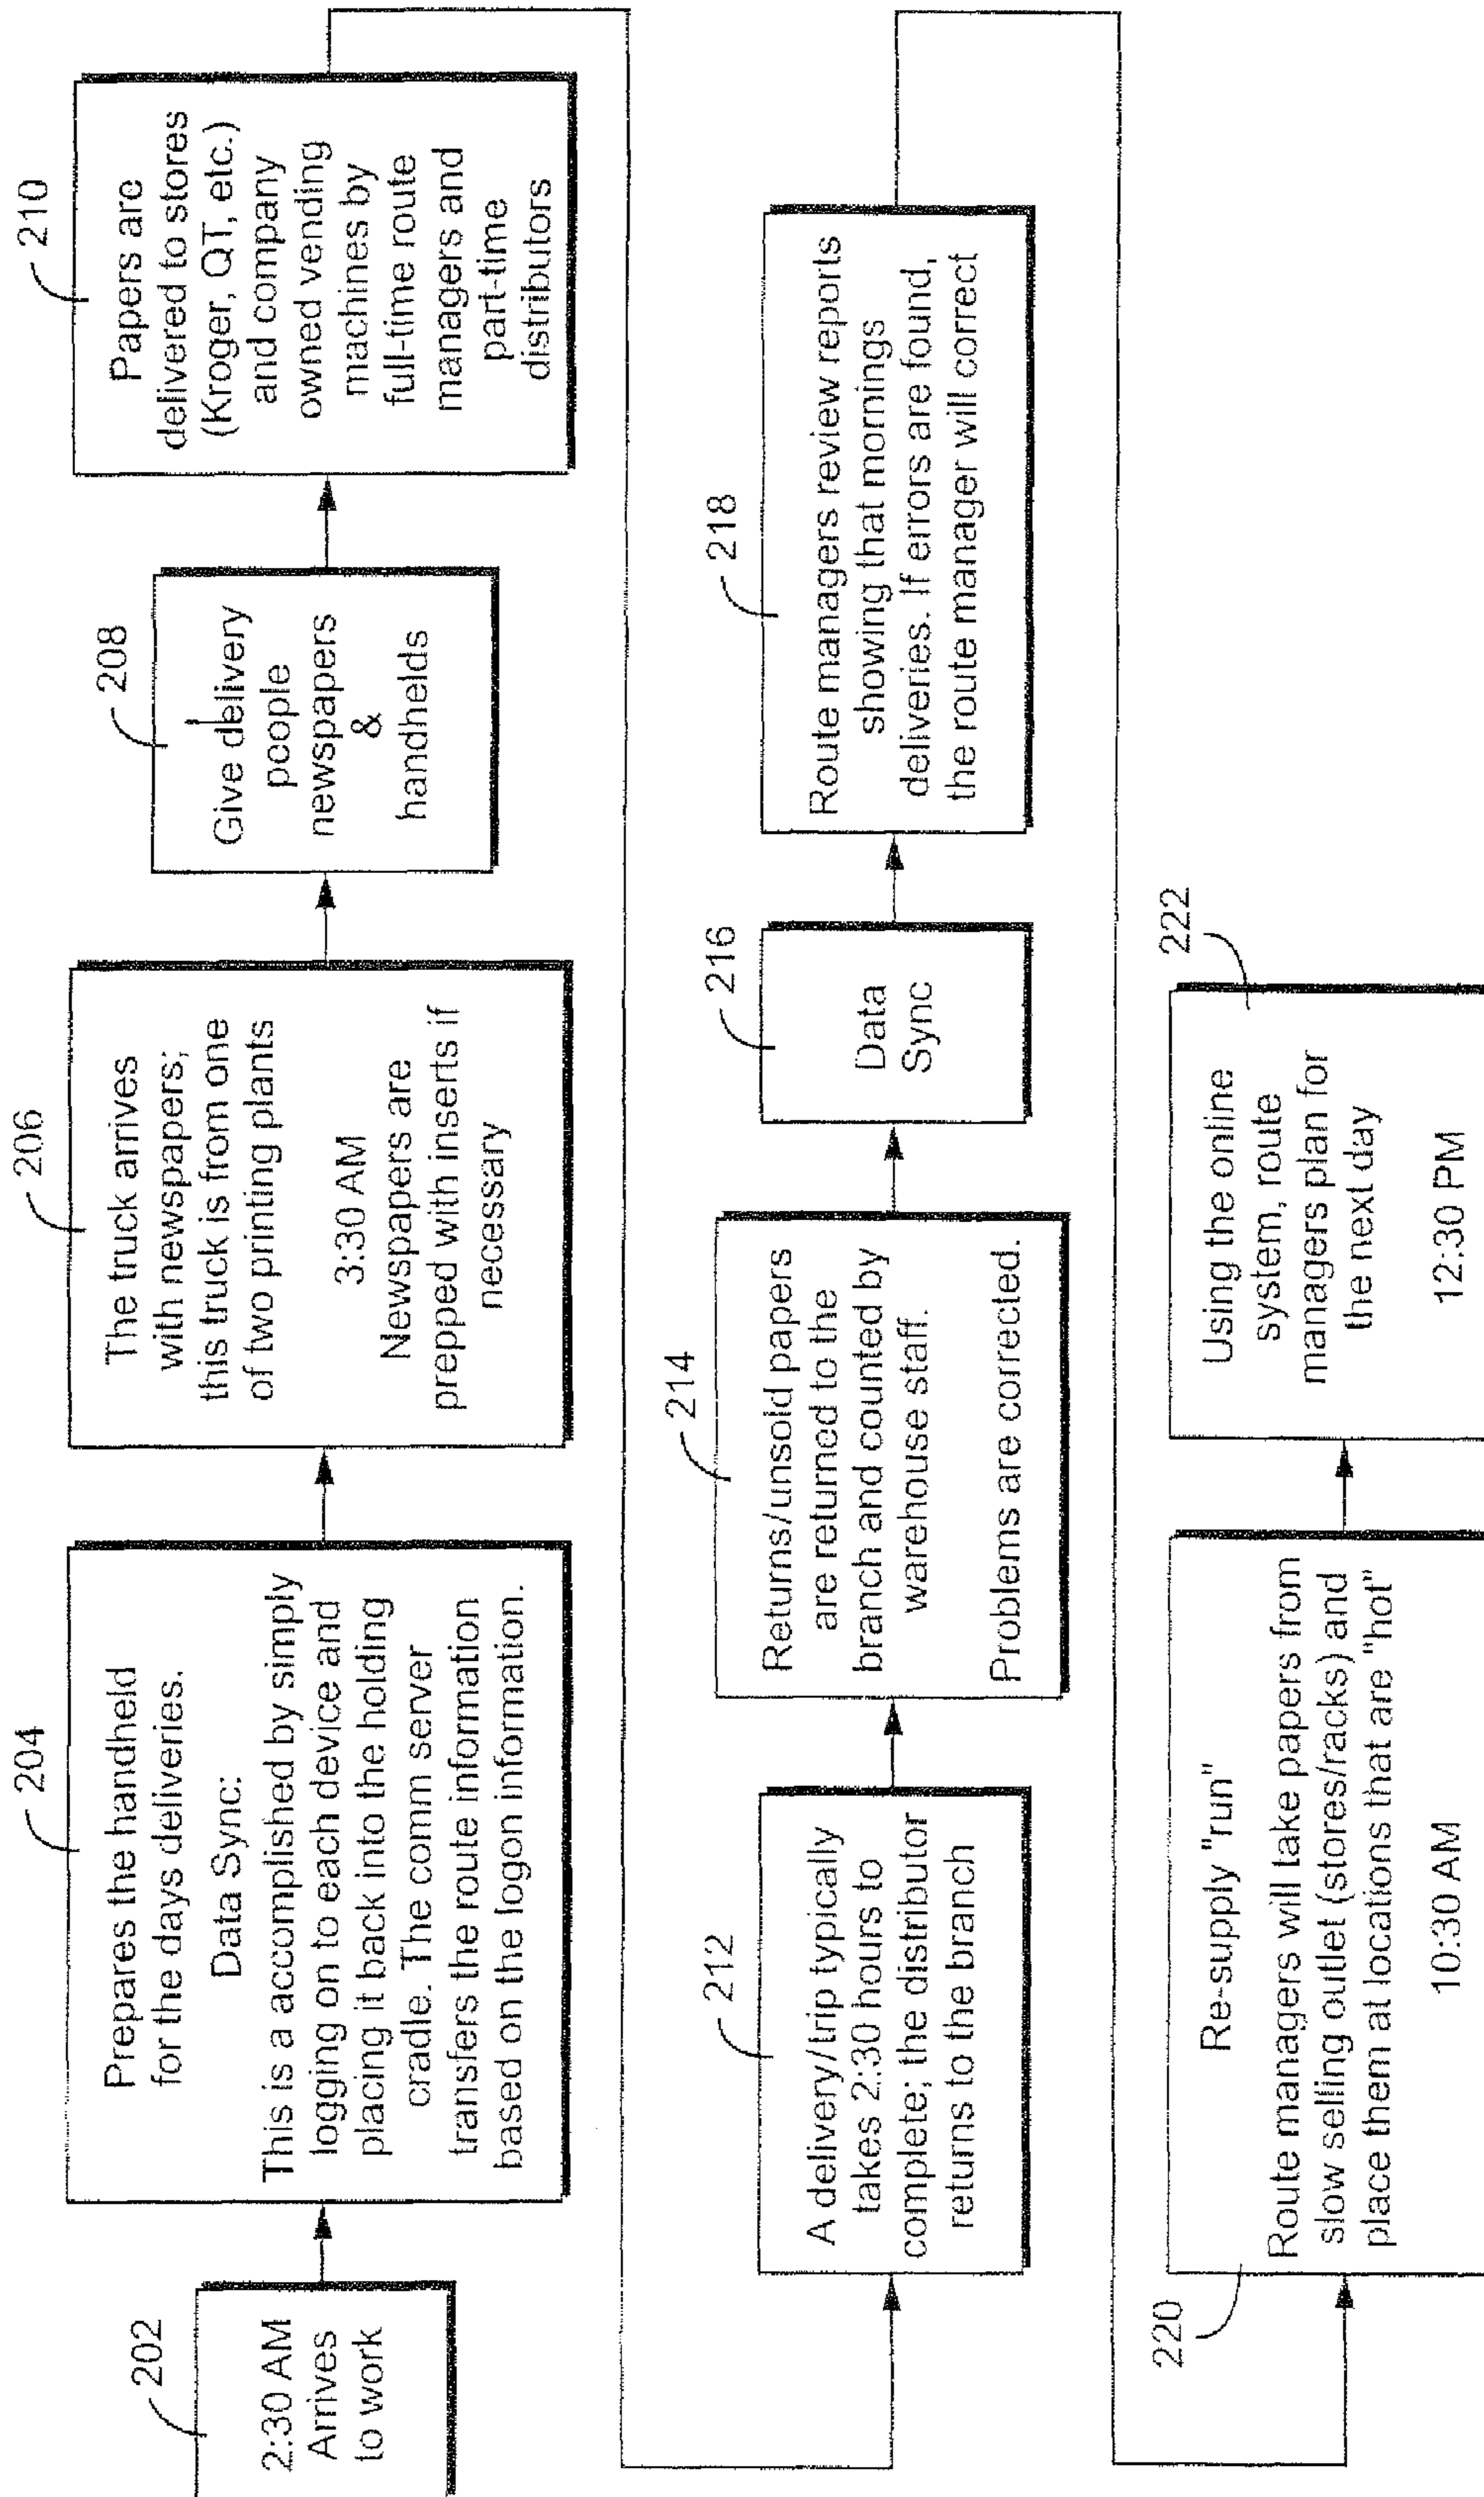 202
2:30 AM
Arrives
to work
204
Prepares the handheld
for the days deliveries.
Data Sync:
This is a accomplished by simply
logging on to each device and
placing it back into the holding
cradle. The comm server
transfers the route information
based on the logon information.
206
The truck arrives
with newspapers;
this truck is from one
of two printing plants
3:30 AM
Newspapers are
prepped with inserts if
necessary
208
Give delivery
people
newspapers
&
handhelds
210
Papers are
delivered to stores
(Kroger, QT, etc.)
and company
owned vending
machines by
full-time route
managers and
part-time
distributors
212
A delivery/trip typically
takes 2:30 hours to
complete; the distributor
returns to the branch
214
Returns/unsold papers
are returned to the
branch and counted by
warehouse staff.
Problems are corrected.
216
Data
Sync
218
Route managers review reports
showing that mornings
deliveries. If errors are found,
the route manager will correct
220
Re-supply "run"
Route managers will take papers from
slow selling outlet (stores/racks) and
place them at locations that are "hot"
10:30 AM
222
Using the online
system, route
managers plan for
the next day
12:30 PM